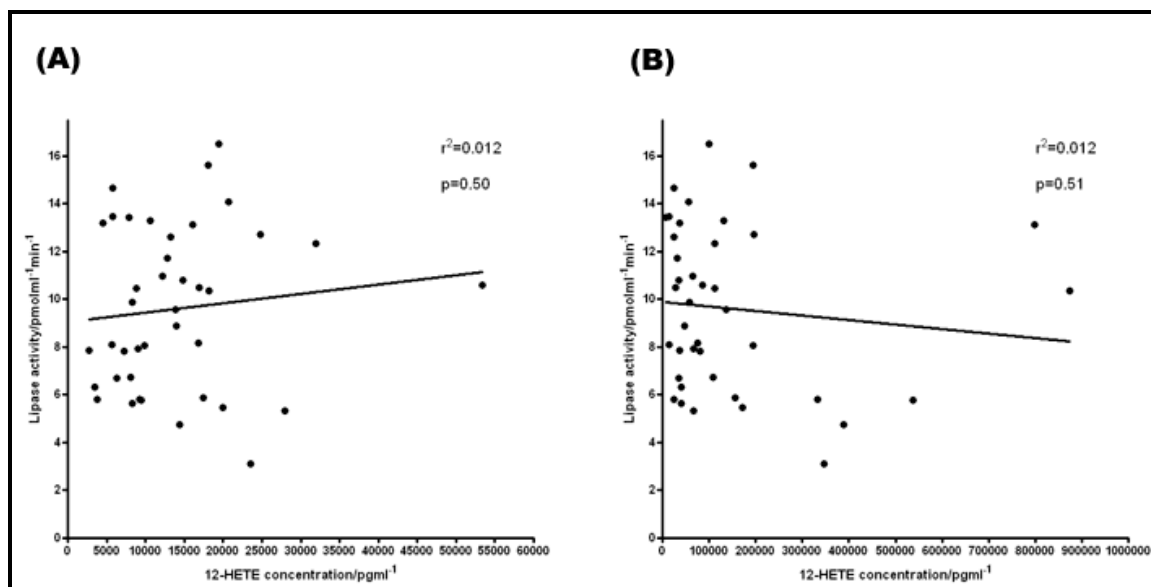 (A)
r²=0.012
p=0.50
Lipase activity/pmolml⁻¹min⁻¹
16
14
12
10
8
6
4
2
0
0 5000 10000 15000 20000 25000 30000 35000 40000 45000 50000 55000 60000
12-HETE concentration/pgml⁻¹
(B)
r²=0.012
p=0.51
Lipase activity/pmolml⁻¹min⁻¹
16
14
12
10
8
6
4
2
0
0 100000 200000 300000 400000 500000 600000 700000 800000 900000 1000000
12-HETE concentration/pgml⁻¹